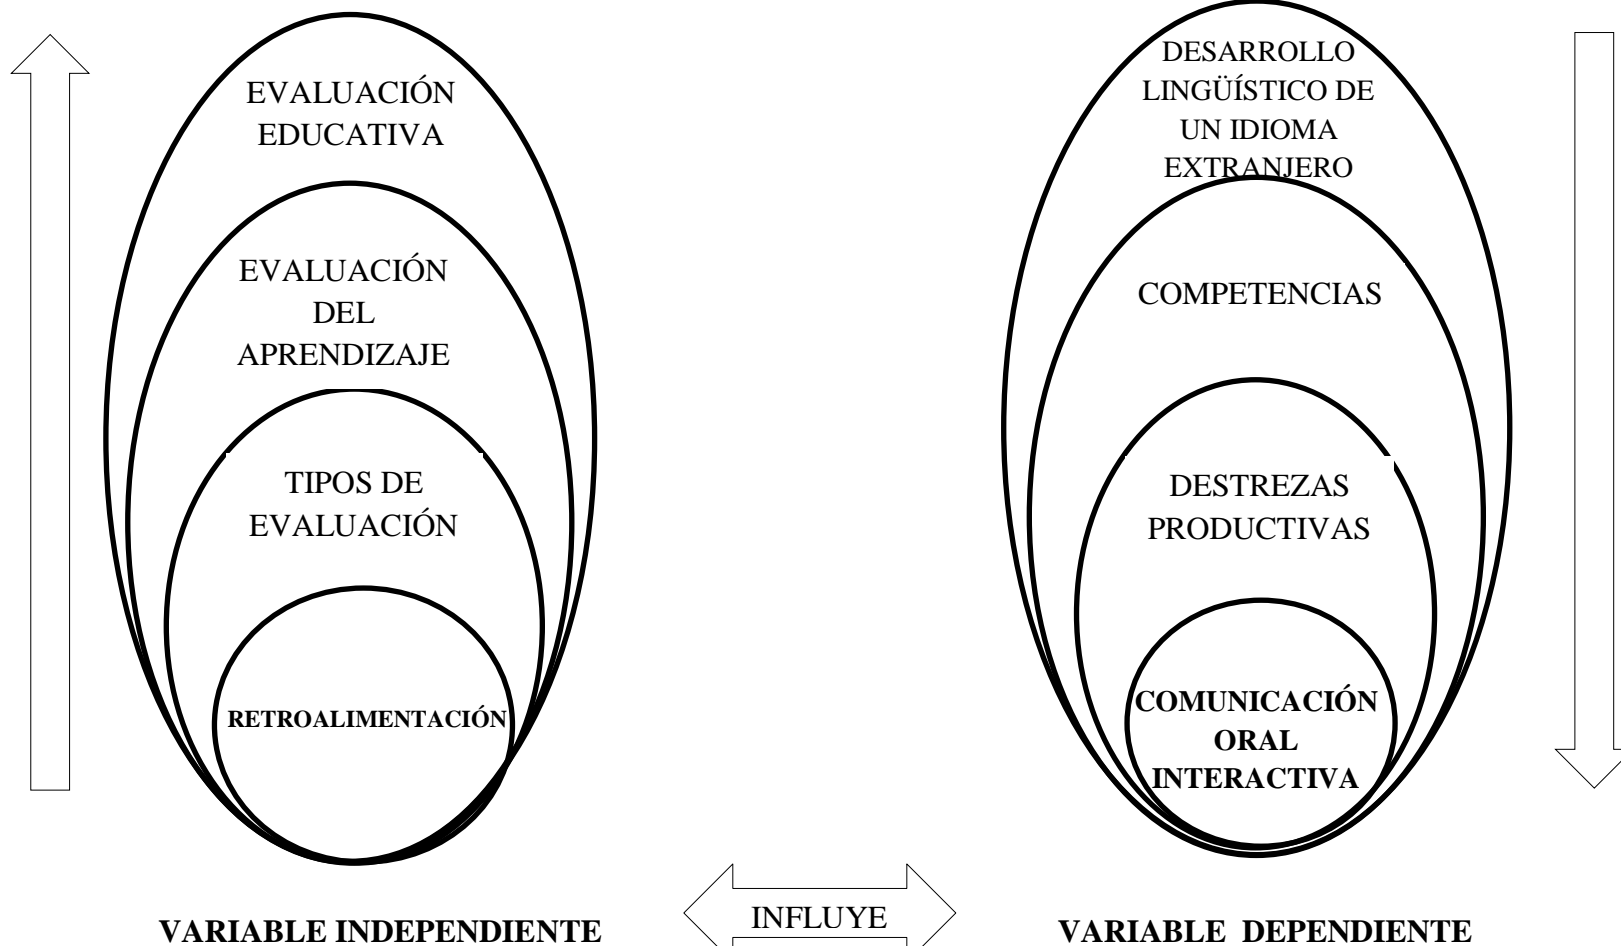 EVALUACIÓN
EDUCATIVA
EVALUACIÓN
DEL
APRENDIZAJE
TIPOS DE
EVALUACIÓN
RETROALIMENTACIÓN
VARIABLE INDEPENDIENTE
INFLUYE
DESARROLLO
LINGÜÍSTICO DE
UN IDIOMA
EXTRANJERO
COMPETENCIAS
DESTREZAS
PRODUCTIVAS
COMUNICACIÓN
ORAL
INTERACTIVA
VARIABLE DEPENDIENTE